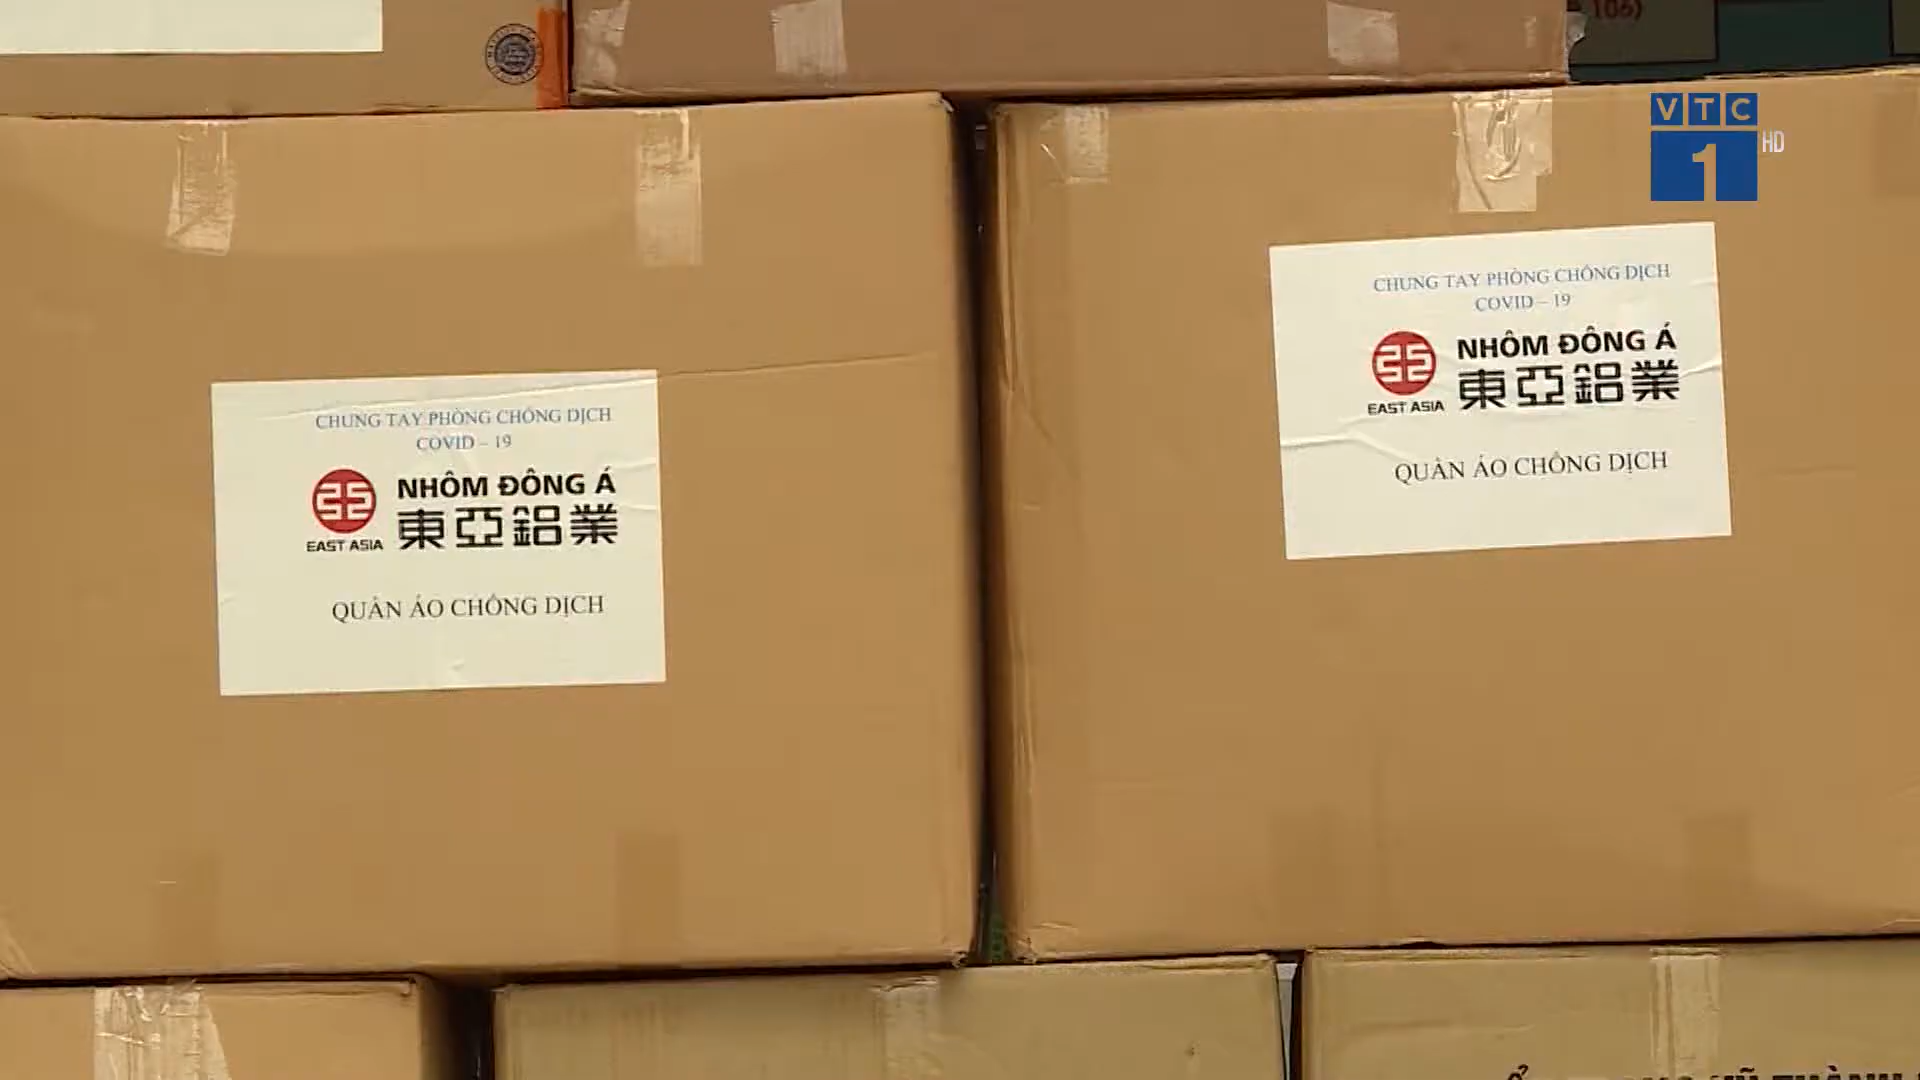 106)
VTC
1 HD
CHUNG TAY PHÒNG CHỐNG DỊCH
COVID – 19
NHÔM ĐÔNG Á
東亞鋁業
EAST ASIA
QUẦN ÁO CHỐNG DỊCH
CHUNG TAY PHÒNG CHỐNG DỊCH
COVID – 19
NHÔM ĐÔNG Á
東亞鋁業
EAST ASIA
QUẦN ÁO CHỐNG DỊCH